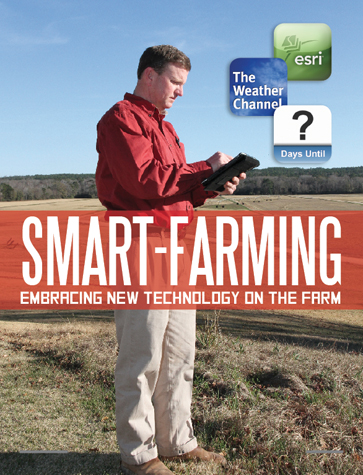 esri
The
Weather
Channel
?
Days Until
SMART-FARMING
EMBRACING NEW TECHNOLOGY ON THE FARM